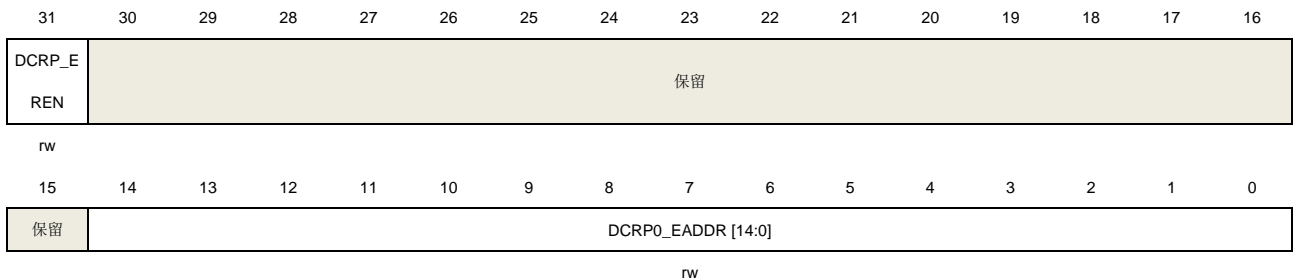 31 30 29 28 27 26 25 24 23 22 21 20 19 18 17 16
DCRP_E
REN
保留
rw
15 14 13 12 11 10 9 8 7 6 5 4 3 2 1 0
保留 DCRP0_EADDR [14:0]
rw